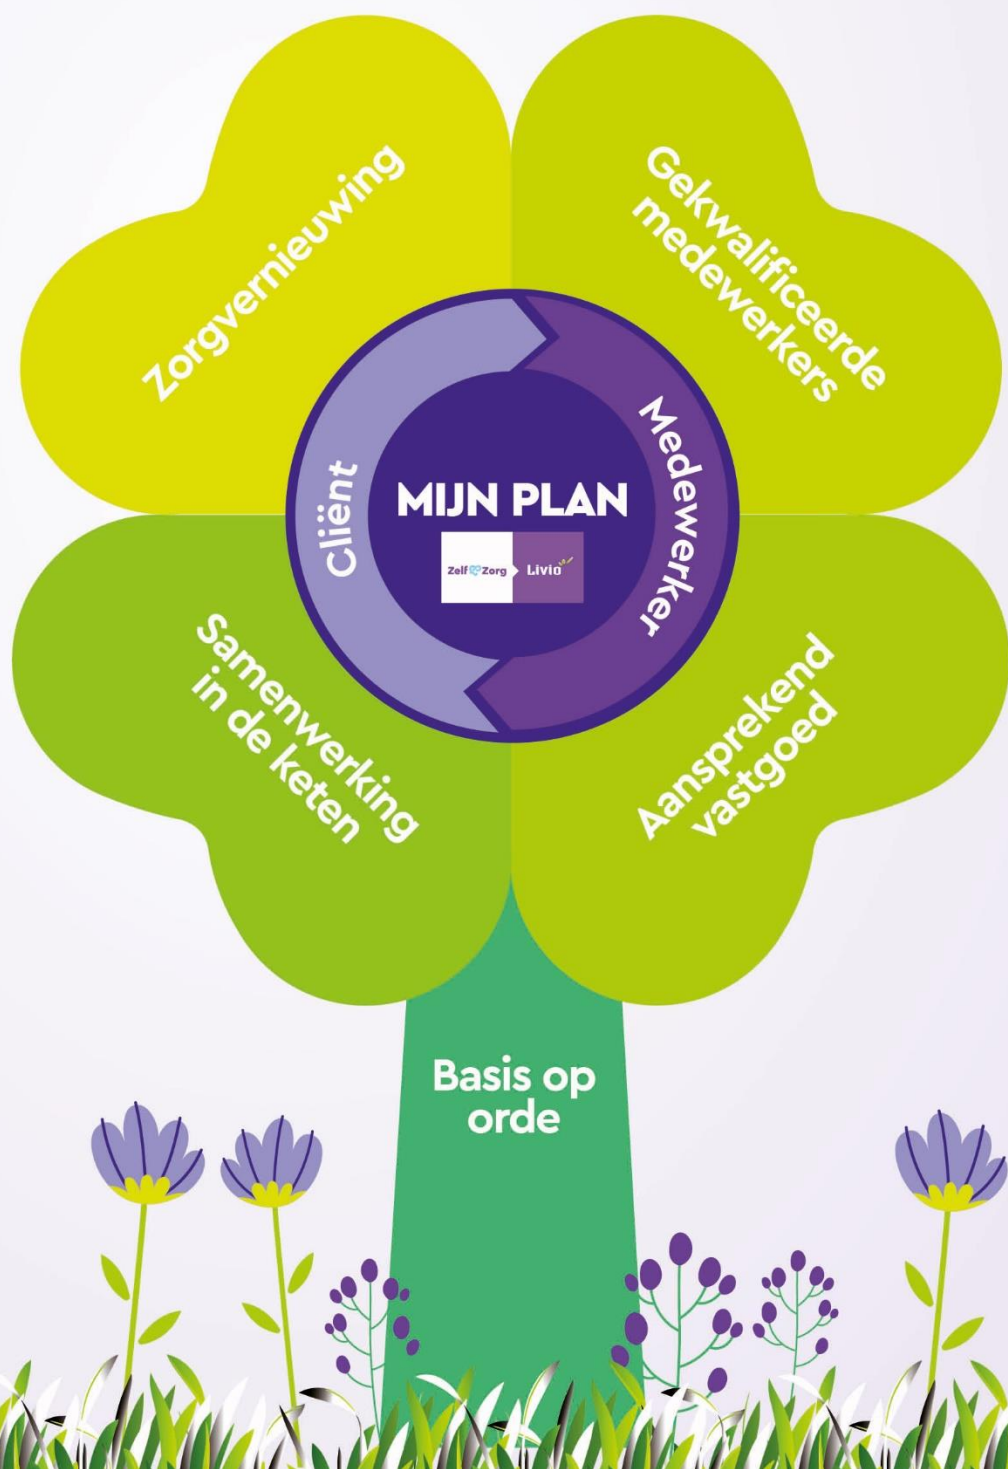 Zorgvernieuwing
Gekwalificeerde
medewerkers
Cliënt
MIJN PLAN
Zelf Zorg
Livio
Medewerker
Samenwerking
in de keten
Aansprekend
vastgoed
Basis op
orde